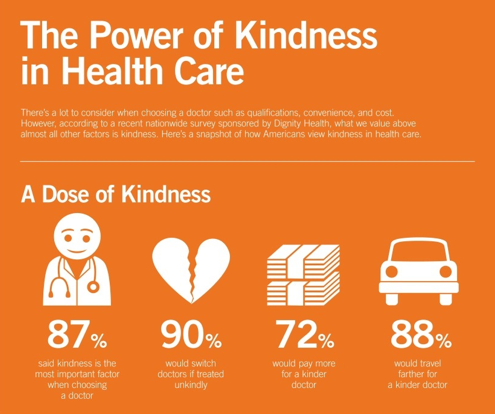 The Power of Kindness
in Health Care
There's a lot to consider when choosing a doctor such as qualifications, convenience, and cost.
However, according to a recent nationwide survey sponsored by Dignity Health, what we value above
almost all other factors is kindness. Here's a snapshot of how Americans view kindness in health care.
A Dose of Kindness
87%
said kindness is the
most important factor
when choosing
a doctor
90%
would switch
doctors if treated
unkindly
72%
would pay more
for a kinder
doctor
88%
would travel
farther for
a kinder doctor